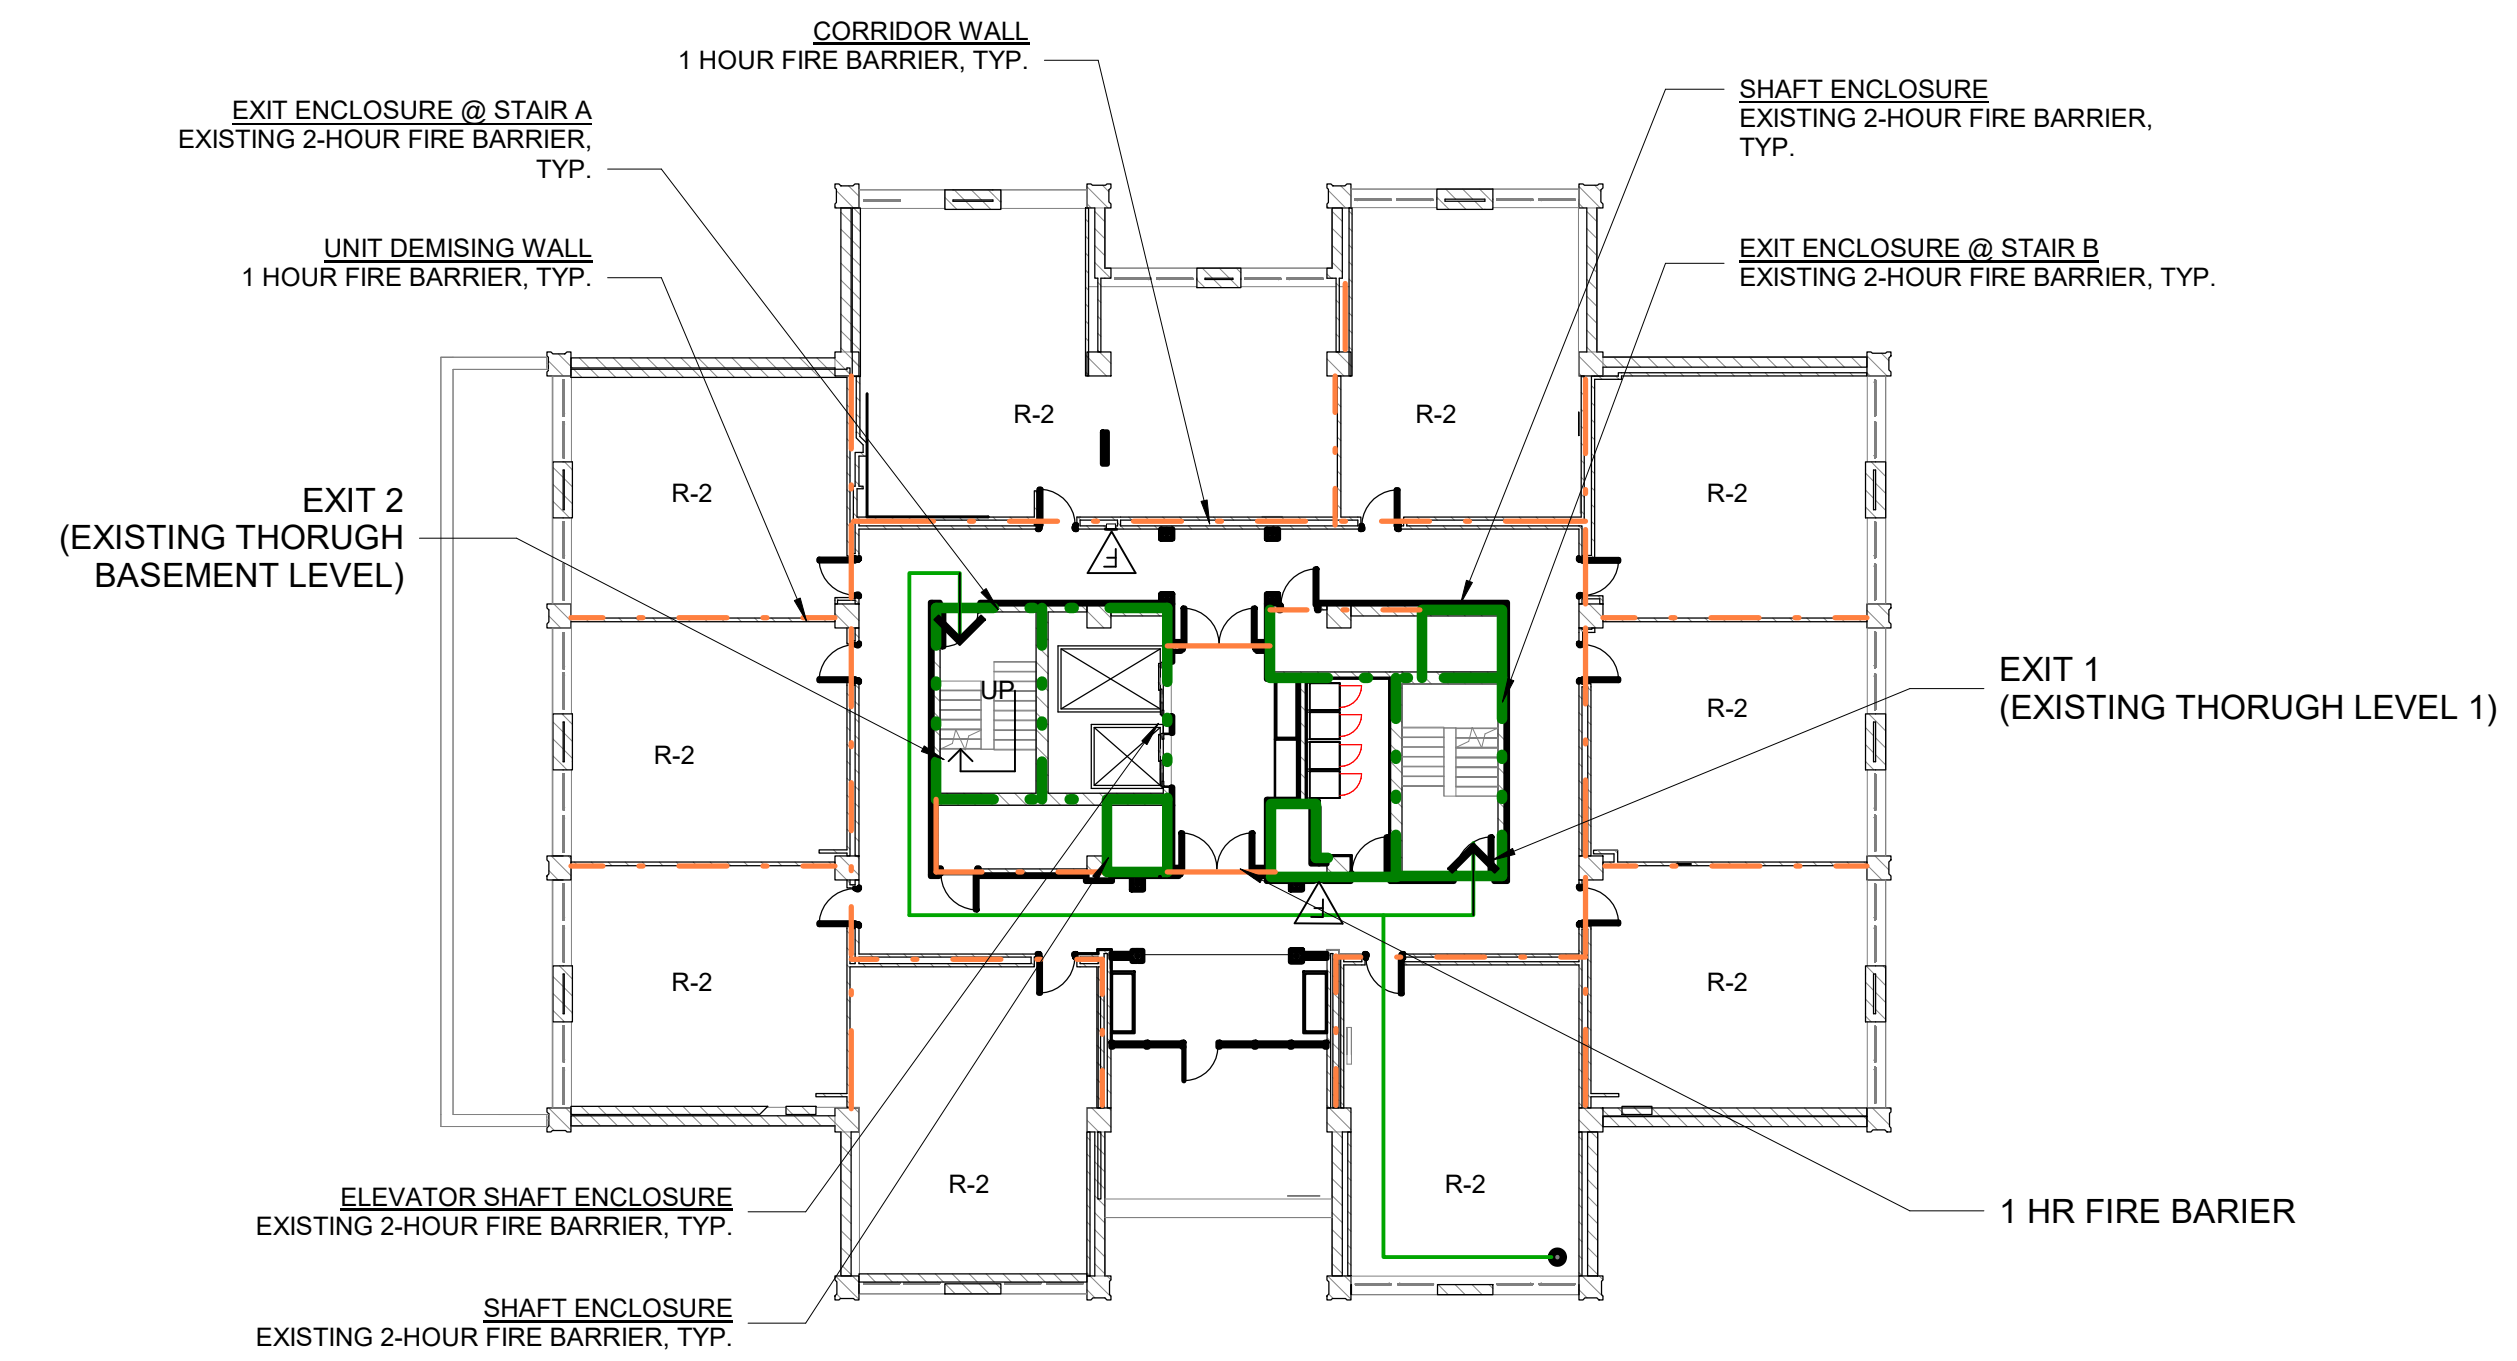 CORRIDOR WALL
1 HOUR FIRE BARRIER, TYP.
EXIT ENCLOSURE @ STAIR A
EXISTING 2-HOUR FIRE BARRIER,
TYP.
SHAFT ENCLOSURE
EXISTING 2-HOUR FIRE BARRIER,
TYP.
UNIT DEMISING WALL
1 HOUR FIRE BARRIER, TYP.
EXIT ENCLOSURE @ STAIR B
EXISTING 2-HOUR FIRE BARRIER, TYP.
R-2
R-2
R-2
R-2
EXIT 2
(EXISTING THORUGH
BASEMENT LEVEL)
F
UP
EXIT 1
(EXISTING THORUGH LEVEL 1)
R-2
R-2
F
R-2
R-2
R-2
R-2
ELEVATOR SHAFT ENCLOSURE
EXISTING 2-HOUR FIRE BARRIER, TYP.
1 HR FIRE BARIER
SHAFT ENCLOSURE
EXISTING 2-HOUR FIRE BARRIER, TYP.